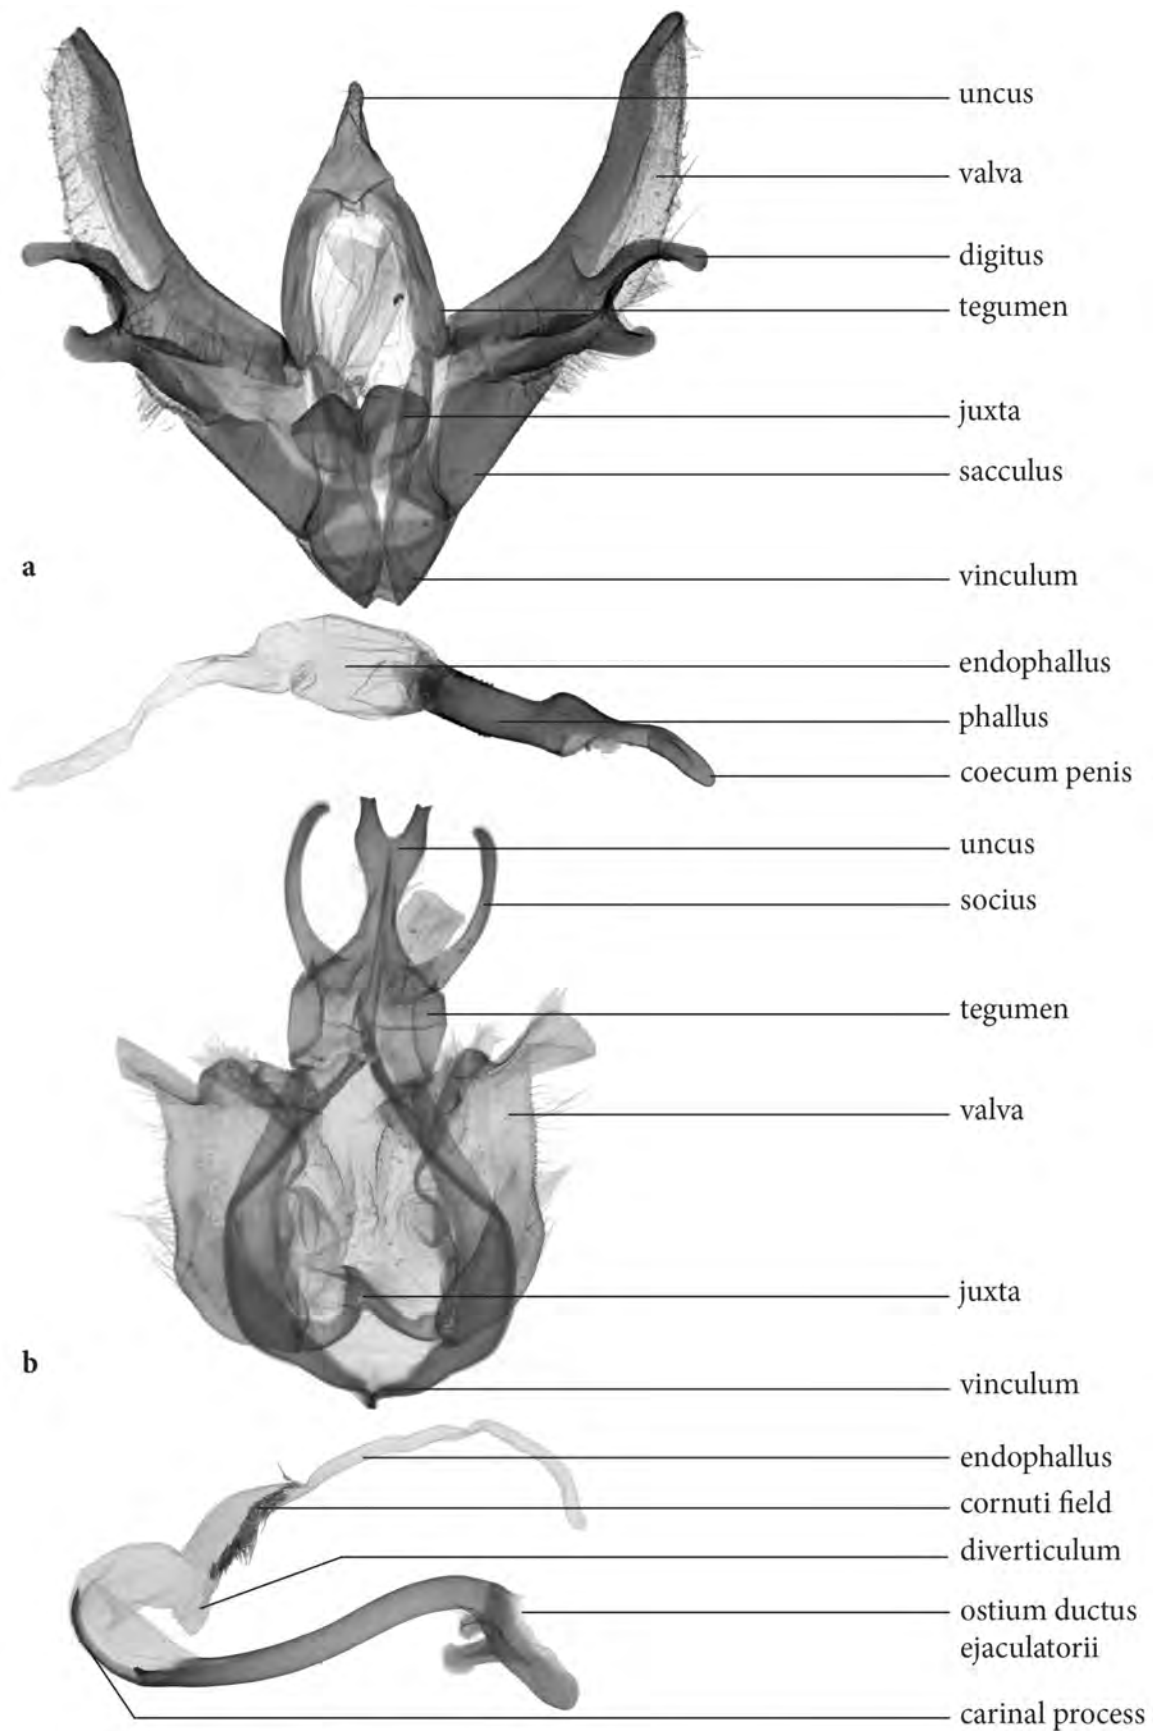 uncus
valva
digitus
tegumen
juxta
sacculus
a
vinculum
endophallus
phallus
coecum penis
uncus
socius
tegumen
valva
juxta
b
vinculum
endophallus
cornuti field
diverticulum
ostium ductus
ejaculatorii
carinal process